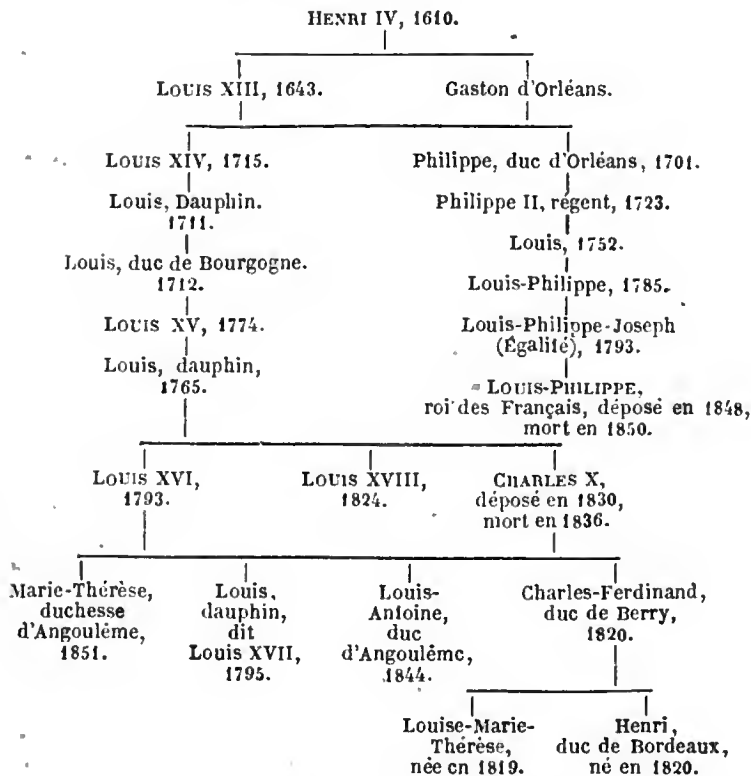 HENRI IV, 1610.
LOUIS XIII, 1643. Gaston d'Orléans.
LOUIS XIV, 1715. Philippe, duc d'Orléans, 1701.
Louis, Dauphin. Philippe II, régent, 1723.
1711.
Louis, 1752.
Louis, duc de Bourgogne.
1712. Louis-Philippe, 1785.
LOUIS XV, 1774. Louis-Philippe-Joseph
(Égalité), 1793.
Louis, dauphin,
1765. LOUIS-PHILIPPE,
roi des Français, déposé en 1848,
mort en 1850.
LOUIS XVI, LOUIS XVIII, CHARLES X,
1793. 1824. déposé en 1830,
mort en 1836.
Marie-Thérèse, Louis, Louis- Charles-Ferdinand,
duchesse dauphin, Antoine, duc de Berry,
d'Angoulême, dit duc 1820.
1851. Louis XVII, d'Angoulême,
1795. 1844.
Louise-Marie- Henri,
Thérèse, duc de Bordeaux,
née en 1819. né en 1820.